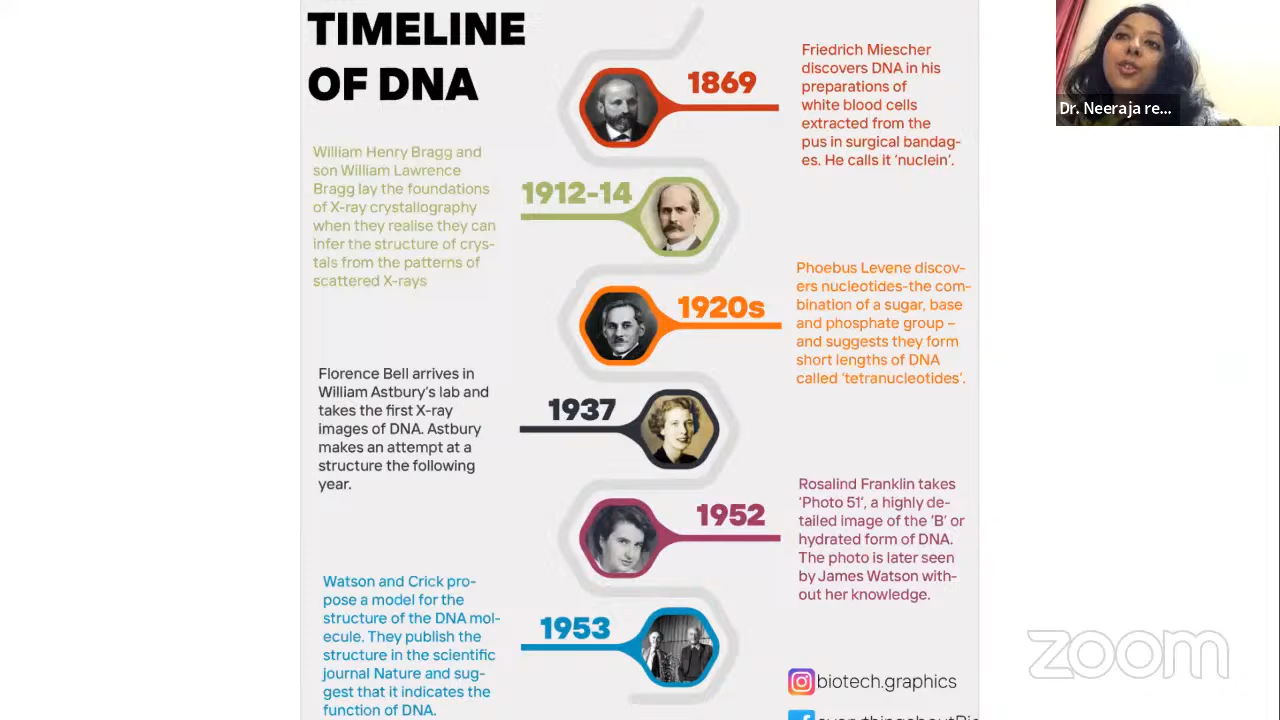 TIMELINE
OF DNA
1869
Friedrich Miescher
discovers DNA in his
preparations of
white blood cells
extracted from the
pus in surgical bandag-
es. He calls it ‘nuclein’.
William Henry Bragg and
son William Lawrence
Bragg lay the foundations
of X-ray crystallography
when they realise they can
infer the structure of crys-
tals from the patterns of
scattered X-rays
1912-14
1920s
Phoebus Levene discov-
ers nucleotides-the com-
bination of a sugar, base
and phosphate group –
and suggests they form
short lengths of DNA
called ‘tetranucleotides’.
Florence Bell arrives in
William Astbury’s lab and
takes the first X-ray
images of DNA. Astbury
makes an attempt at a
structure the following
year.
1937
1952
Rosalind Franklin takes
‘Photo 51’, a highly de-
tailed image of the ‘B’ or
hydrated form of DNA.
The photo is later seen
by James Watson with-
out her knowledge.
Watson and Crick pro-
pose a model for the
structure of the DNA mol-
ecule. They publish the
structure in the scientific
journal Nature and sug-
gest that it indicates the
function of DNA.
1953
biotech.graphics
Dr. Neeraja re...
zoom